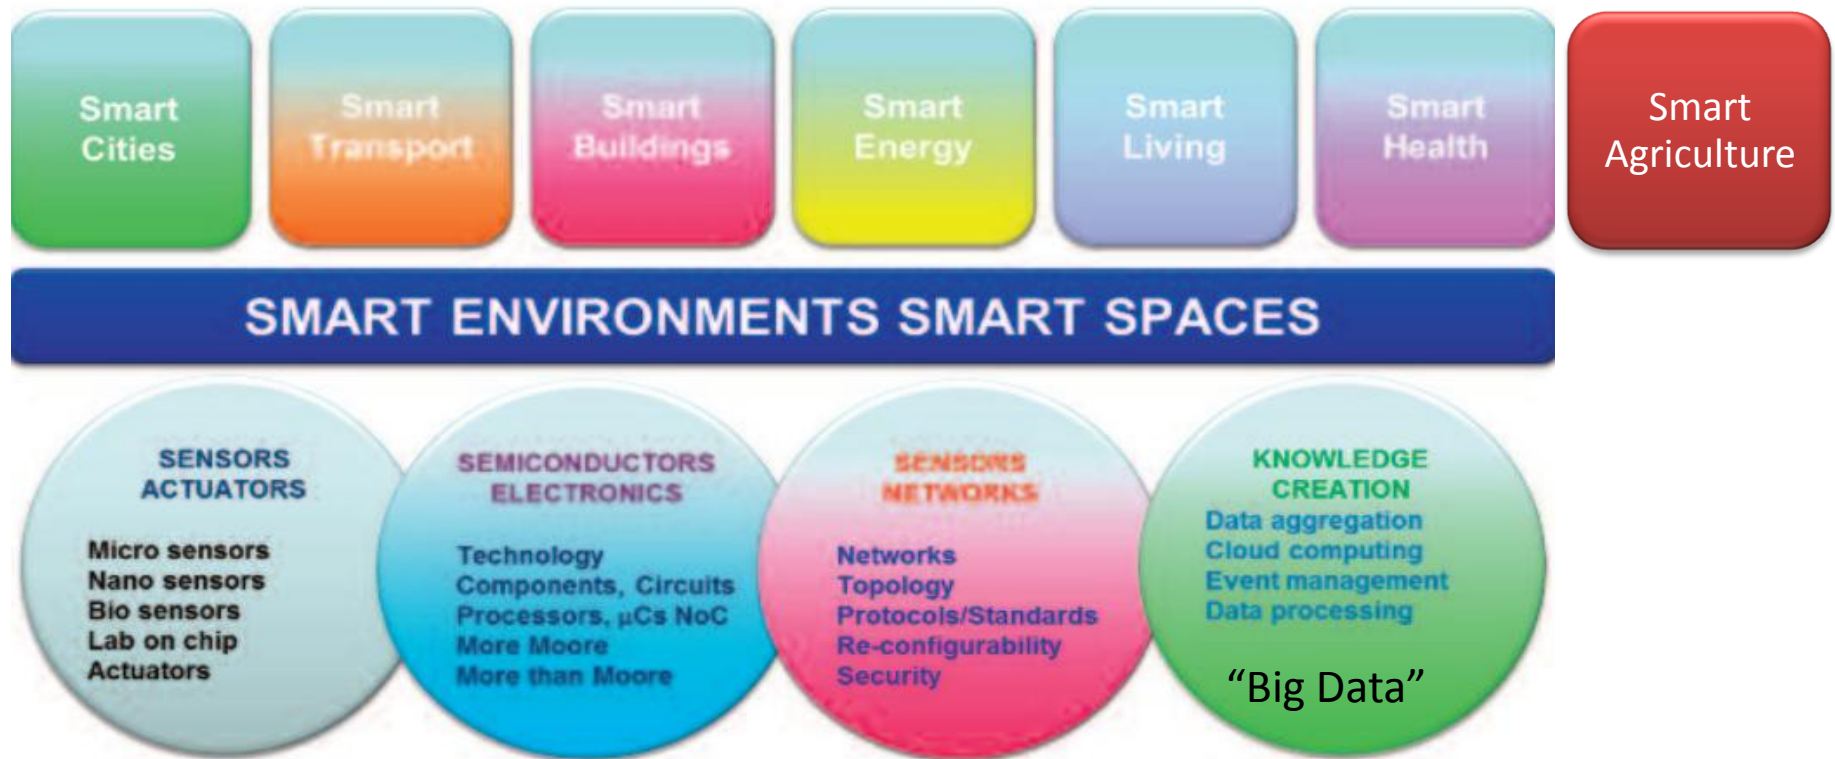 Smart
Cities
Smart
Transport
Smart
Buildings
Smart
Energy
Smart
Living
Smart
Health
Smart
Agriculture
SMART ENVIRONMENTS SMART SPACES
SENSORS
ACTUATORS
Micro sensors
Nano sensors
Bio sensors
Lab on chip
Actuators
SEMICONDUCTORS
ELECTRONICS
Technology
Components, Circuits
Processors, µCs NoC
More Moore
More than Moore
SENSORS
NETWORKS
Networks
Topology
Protocols/Standards
Re-configurability
Security
KNOWLEDGE
CREATION
Data aggregation
Cloud computing
Event management
Data processing
“Big Data”